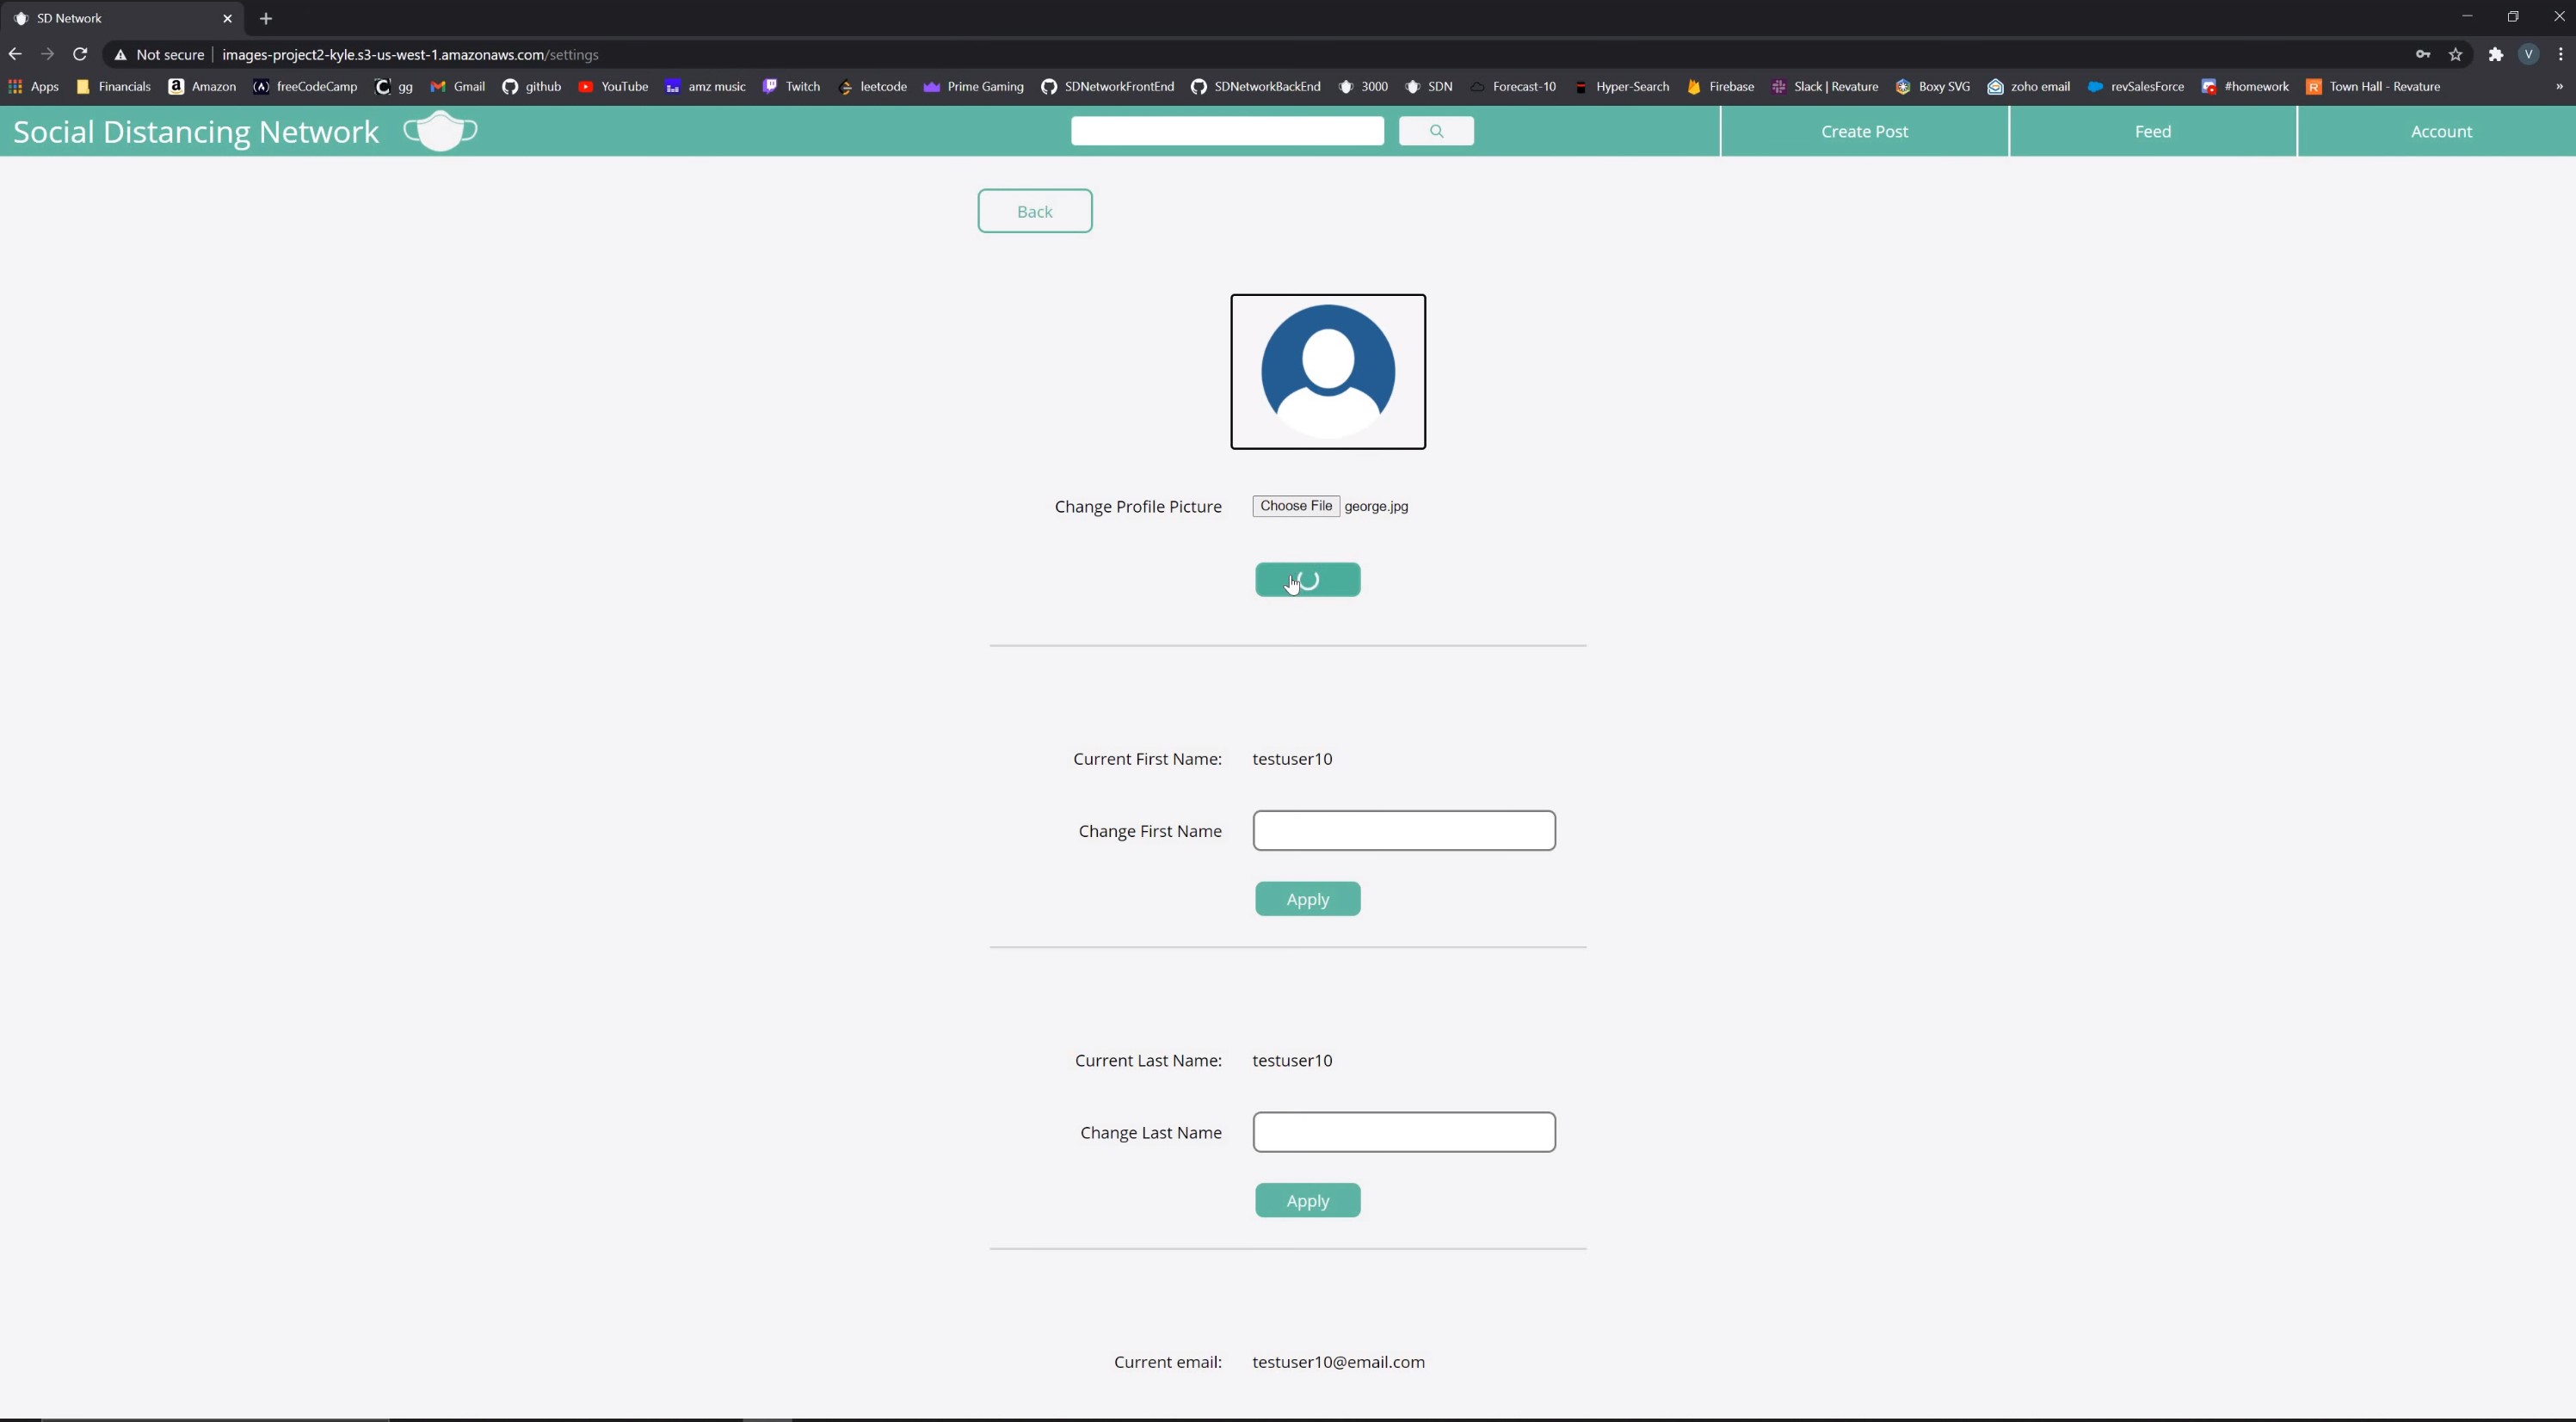 SD Network
Not secure images-project2-kyle.s3-us-west-1.amazonaws.com/settings V
Apps Financials Amazon freeCodeCamp gg Gmail github YouTube amz music Twitch leetcode Prime Gaming SDNetworkFrontEnd SDNetworkBackEnd 3000 SDN Forecast-10 Hyper-Search Firebase Slack | Revature Boxy SVG zoho email revSalesForce #homework Town Hall - Revature »
Social Distancing Network Create Post Feed Account
Back
Change Profile Picture Choose File george.jpg
Current First Name: testuser10
Change First Name
Apply
Current Last Name: testuser10
Change Last Name
Apply
Current email: testuser10@email.com